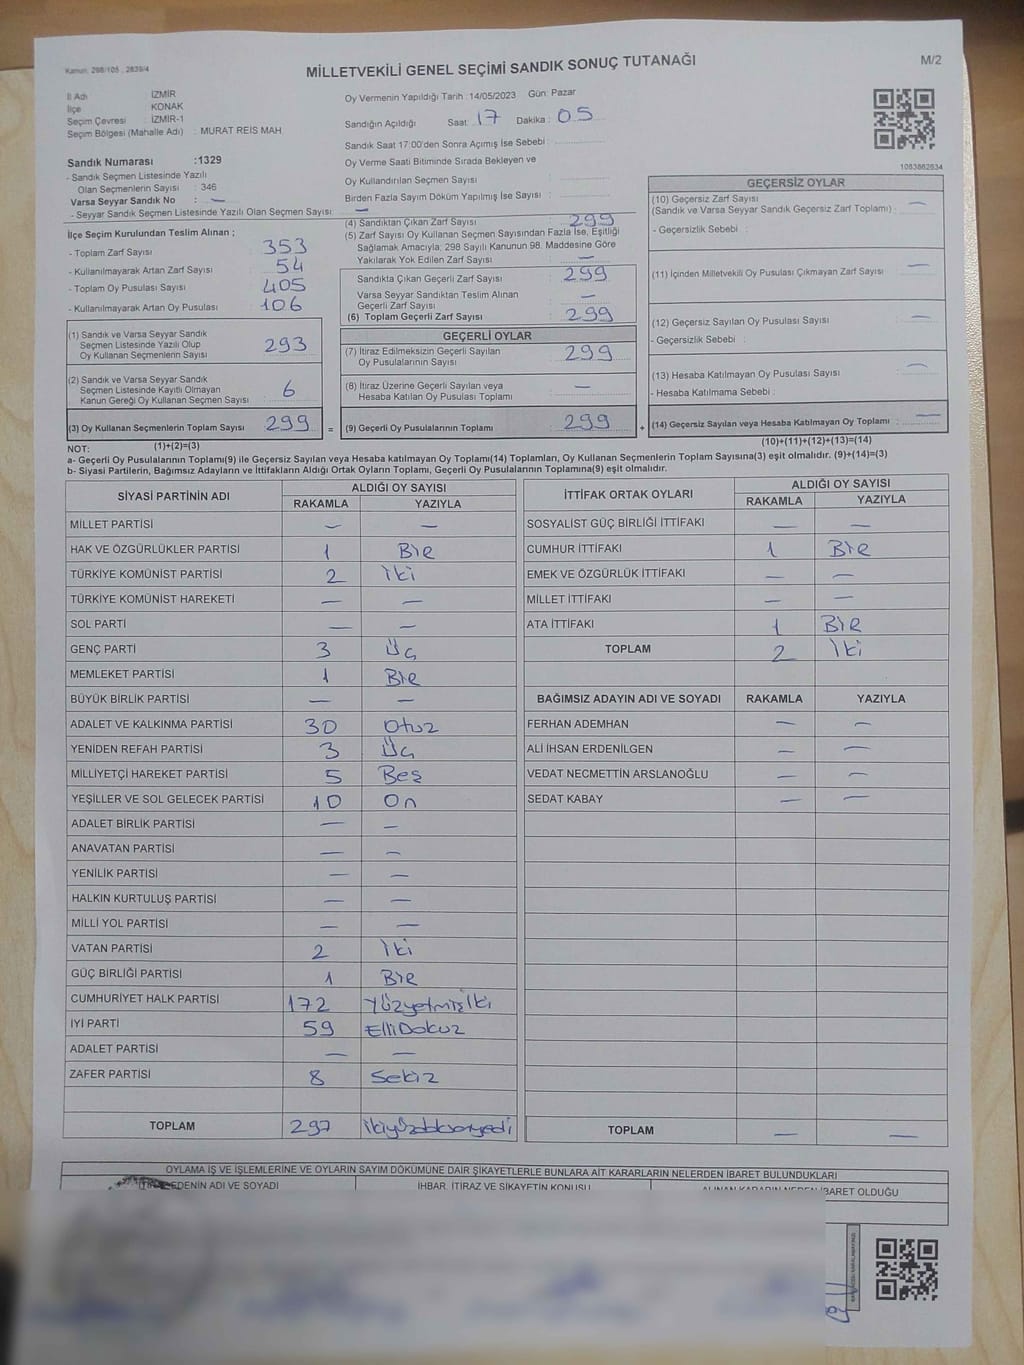 Kanun: 298/105 , 2839/4
MİLLETVEKİLİ GENEL SEÇİMİ SANDIK SONUÇ TUTANAĞI
M/2
İl Adı : İZMİR
İlçe : KONAK
Seçim Çevresi : İZMİR-1
Seçim Bölgesi (Mahalle Adı) : MURAT REİS MAH
Sandık Numarası :1329
- Sandık Seçmen Listesinde Yazılı
Olan Seçmenlerin Sayısı : 346
Varsa Seyyar Sandık No : —
- Seyyar Sandık Seçmen Listesinde Yazılı Olan Seçmen Sayısı: —
Oy Vermenin Yapıldığı Tarih :14/05/2023 Gün: Pazar
Sandığın Açıldığı Saat : 17 Dakika : 05
Sandık Saat 17:00'den Sonra Açımış İse Sebebi :
Oy Verme Saati Bitiminde Sırada Bekleyen ve
Oy Kullandırılan Seçmen Sayısı :
Birden Fazla Sayım Döküm Yapılmış İse Sayısı :
1083862834
İlçe Seçim Kurulundan Teslim Alınan ;
- Toplam Zarf Sayısı : 353
- Kullanılmayarak Artan Zarf Sayısı : 54
- Toplam Oy Pusulası Sayısı : 405
- Kullanılmayarak Artan Oy Pusulası : 106
(1) Sandık ve Varsa Seyyar Sandık
Seçmen Listesinde Yazılı Olup
Oy Kullanan Seçmenlerin Sayısı : 293
(2) Sandık ve Varsa Seyyar Sandık
Seçmen Listesinde Kayıtlı Olmayan
Kanun Gereği Oy Kullanan Seçmen Sayısı : 6
(3) Oy Kullanan Seçmenlerin Toplam Sayısı : 299
(4) Sandıktan Çıkan Zarf Sayısı : 299
(5) Zarf Sayısı Oy Kullanan Seçmen Sayısından Fazla İse, Eşitliği
Sağlamak Amacıyla; 298 Sayılı Kanunun 98. Maddesine Göre
Yakılarak Yok Edilen Zarf Sayısı : —
Sandıkta Çıkan Geçerli Zarf Sayısı : 299
Varsa Seyyar Sandıktan Teslim Alınan
Geçerli Zarf Sayısı : —
(6) Toplam Geçerli Zarf Sayısı : 299
GEÇERLİ OYLAR
(7) İtiraz Edilmeksizin Geçerli Sayılan
Oy Pusulalarının Sayısı : 299
(8) İtiraz Üzerine Geçerli Sayılan veya
Hesaba Katılan Oy Pusulası Toplamı : —
= (9) Geçerli Oy Pusulalarının Toplamı : 299 +
GEÇERSİZ OYLAR
(10) Geçersiz Zarf Sayısı
(Sandık ve Varsa Seyyar Sandık Geçersiz Zarf Toplamı) : —
- Geçersizlik Sebebi :
(11) İçinden Milletvekili Oy Pusulası Çıkmayan Zarf Sayısı : —
(12) Geçersiz Sayılan Oy Pusulası Sayısı : —
- Geçersizlik Sebebi :
(13) Hesaba Katılmayan Oy Pusulası Sayısı : —
- Hesaba Katılmama Sebebi :
(14) Geçersiz Sayılan veya Hesaba Katılmayan Oy Toplamı : —
NOT: (1)+(2)=(3) (10)+(11)+(12)+(13)=(14)
a- Geçerli Oy Pusulalarının Toplamı(9) ile Geçersiz Sayılan veya Hesaba katılmayan Oy Toplamı(14) Toplamları, Oy Kullanan Seçmenlerin Toplam Sayısına(3) eşit olmalıdır. (9)+(14)=(3)
b- Siyasi Partilerin, Bağımsız Adayların ve İttifakların Aldığı Ortak Oyların Toplamı, Geçerli Oy Pusulalarının Toplamına(9) eşit olmalıdır.
SİYASİ PARTİNİN ADI ALDIĞI OY SAYISI
RAKAMLA YAZIYLA
MİLLET PARTİSİ — —
HAK VE ÖZGÜRLÜKLER PARTİSİ 1 Bir
TÜRKİYE KOMÜNİST PARTİSİ 2 İki
TÜRKİYE KOMÜNİST HAREKETİ — —
SOL PARTİ — —
GENÇ PARTİ 3 Üç
MEMLEKET PARTİSİ 1 Bir
BÜYÜK BİRLİK PARTİSİ — —
ADALET VE KALKINMA PARTİSİ 30 Otuz
YENİDEN REFAH PARTİSİ 3 Üç
MİLLİYETÇİ HAREKET PARTİSİ 5 Beş
YEŞİLLER VE SOL GELECEK PARTİSİ 10 On
ADALET BİRLİK PARTİSİ — —
ANAVATAN PARTİSİ — —
YENİLİK PARTİSİ — —
HALKIN KURTULUŞ PARTİSİ — —
MİLLİ YOL PARTİSİ — —
VATAN PARTİSİ 2 İki
GÜÇ BİRLİĞİ PARTİSİ 1 Bir
CUMHURİYET HALK PARTİSİ 172 Yüzyetmişİki
İYİ PARTİ 59 ElliDokuz
ADALET PARTİSİ — —
ZAFER PARTİSİ 8 Sekiz
TOPLAM 297 ikiyüzdoksanyedi
İTTİFAK ORTAK OYLARI ALDIĞI OY SAYISI
RAKAMLA YAZIYLA
SOSYALİST GÜÇ BİRLİĞİ İTTİFAKI — —
CUMHUR İTTİFAKI 1 Bir
EMEK VE ÖZGÜRLÜK İTTİFAKI — —
MİLLET İTTİFAKI — —
ATA İTTİFAKI 1 Bir
TOPLAM 2 İki
BAĞIMSIZ ADAYIN ADI VE SOYADI RAKAMLA YAZIYLA
FERHAN ADEMHAN — —
ALİ İHSAN ERDENİLGEN — —
VEDAT NECMETTİN ARSLANOĞLU — —
SEDAT KABAY — —
TOPLAM — —
OYLAMA İŞ VE İŞLEMLERİNE VE OYLARIN SAYIM DÖKÜMÜNE DAİR ŞİKAYETLERLE BUNLARA AİT KARARLARIN NELERDEN İBARET BULUNDUKLARI
EDENİN ADI VE SOYADI İHBAR, İTİRAZ VE ŞİKAYETİN KONUSU ALINAN KARARIN NEDEN İBARET OLDUĞU